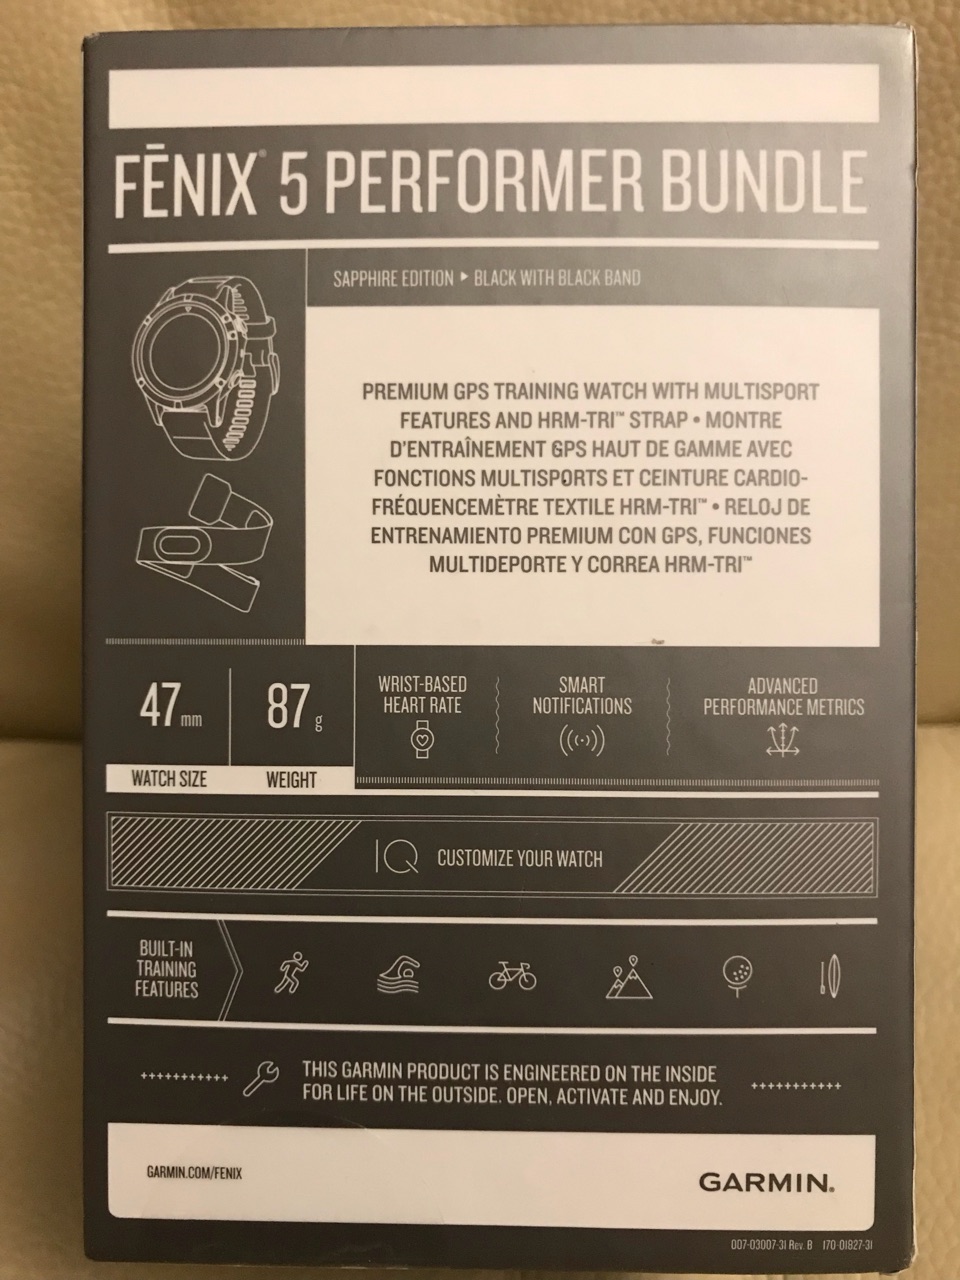 FĒNIX® 5 PERFORMER BUNDLE
SAPPHIRE EDITION ▸ BLACK WITH BLACK BAND
PREMIUM GPS TRAINING WATCH WITH MULTISPORT
FEATURES AND HRM-TRI™ STRAP • MONTRE
D'ENTRAÎNEMENT GPS HAUT DE GAMME AVEC
FONCTIONS MULTISPORTS ET CEINTURE CARDIO-
FRÉQUENCEMÈTRE TEXTILE HRM-TRI™ • RELOJ DE
ENTRENAMIENTO PREMIUM CON GPS, FUNCIONES
MULTIDEPORTE Y CORREA HRM-TRI™
47 mm
WATCH SIZE
87 g
WEIGHT
WRIST-BASED
HEART RATE
SMART
NOTIFICATIONS
ADVANCED
PERFORMANCE METRICS
IQ CUSTOMIZE YOUR WATCH
BUILT-IN
TRAINING
FEATURES
THIS GARMIN PRODUCT IS ENGINEERED ON THE INSIDE
FOR LIFE ON THE OUTSIDE. OPEN, ACTIVATE AND ENJOY.
GARMIN.COM/FENIX
GARMIN®
007-03007-31 Rev. B 170-01827-31